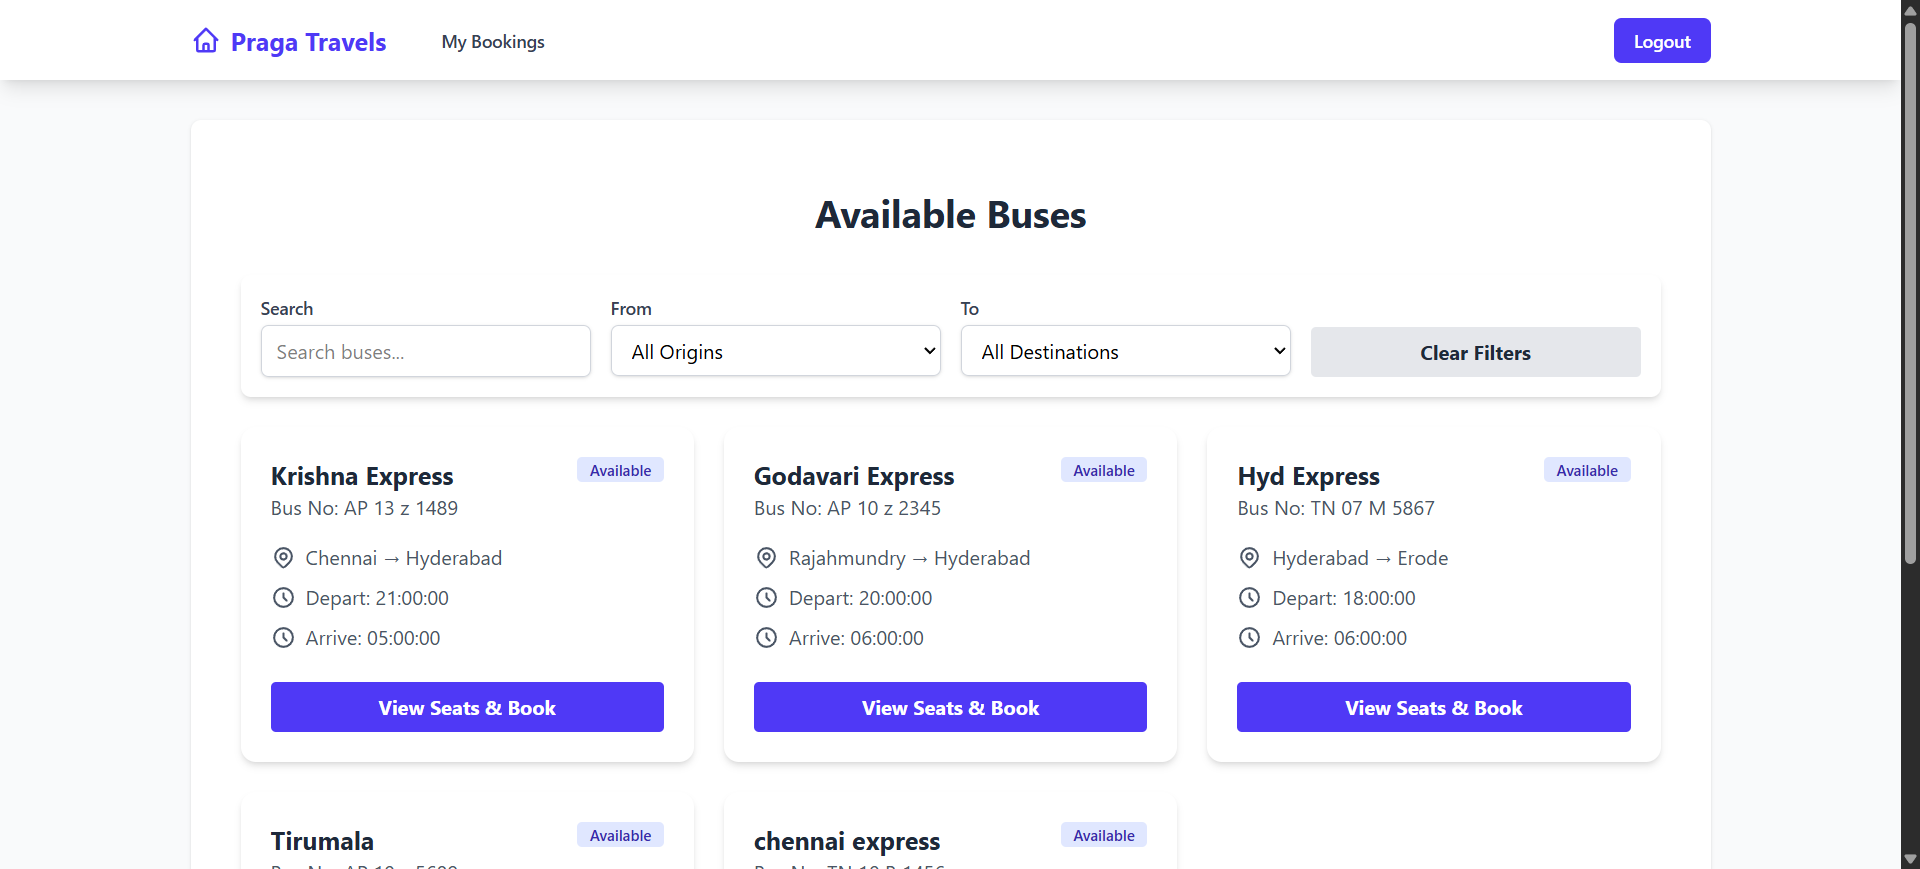 Praga Travels My Bookings Logout
Available Buses
Search From To
Search buses... All Origins All Destinations Clear Filters
Krishna Express Available
Bus No: AP 13 z 1489
Chennai → Hyderabad
Depart: 21:00:00
Arrive: 05:00:00
View Seats & Book
Godavari Express Available
Bus No: AP 10 z 2345
Rajahmundry → Hyderabad
Depart: 20:00:00
Arrive: 06:00:00
View Seats & Book
Hyd Express Available
Bus No: TN 07 M 5867
Hyderabad → Erode
Depart: 18:00:00
Arrive: 06:00:00
View Seats & Book
Tirumala Available
chennai express Available